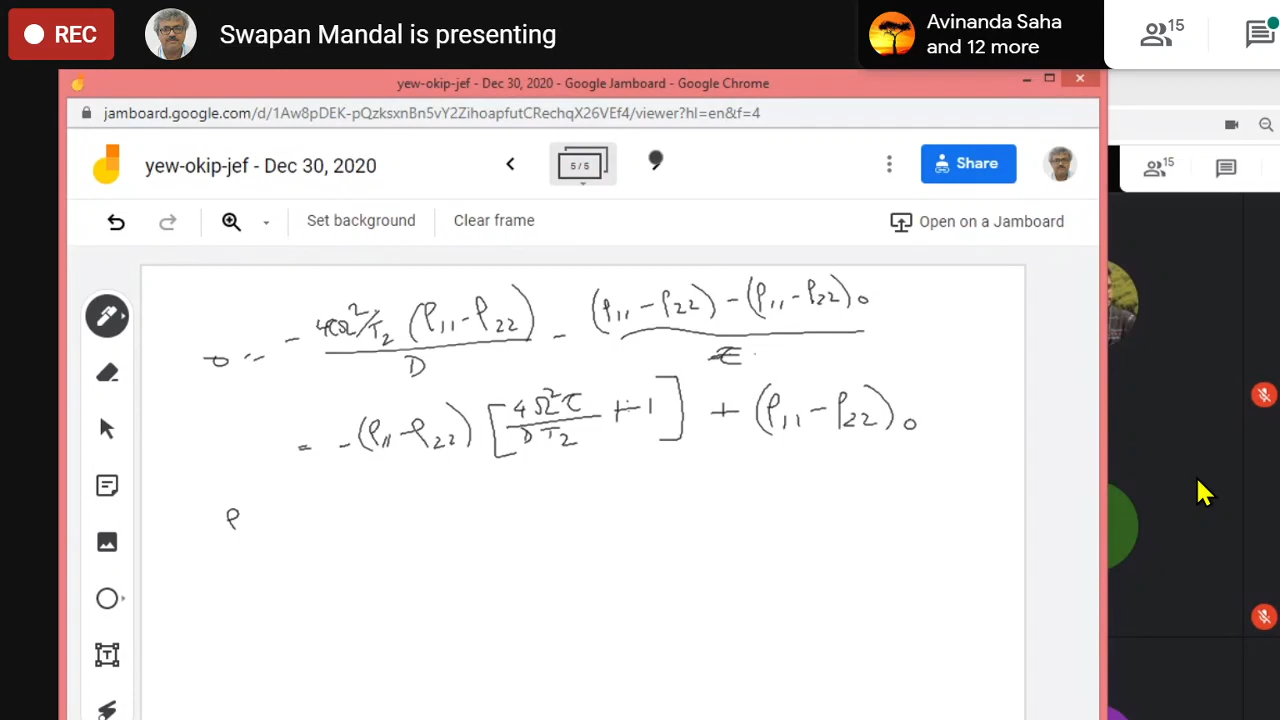 REC
Swapan Mandal is presenting
Avinanda Saha
and 12 more
15
yew-okip-jef - Dec 30, 2020 - Google Jamboard - Google Chrome
jamboard.google.com/d/1Aw8pDEK-pQzksxnBn5vY2ZihoapfutCRechqX26VEf4/viewer?hl=en&f=4
yew-okip-jef - Dec 30, 2020
5 / 5
Share
15
Set background
Clear frame
Open on a Jamboard
0 = - 4Ω²/T₂ (ρ₁₁-ρ₂₂) / D - (ρ₁₁-ρ₂₂) - (ρ₁₁-ρ₂₂)₀ / τ
= - (ρ₁₁-ρ₂₂) [ 4Ω²τ / D T₂ + 1 ] + (ρ₁₁-ρ₂₂)₀
ρ